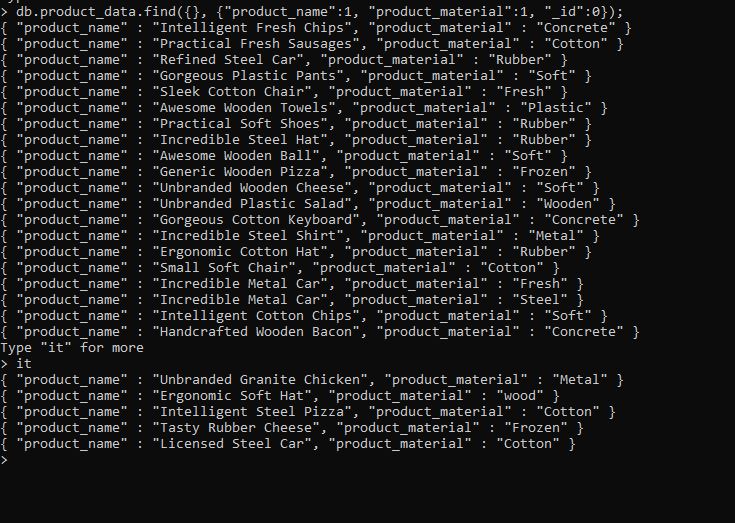 > db.product_data.find({}, {"product_name":1, "product_material":1, "_id":0});
{ "product_name" : "Intelligent Fresh Chips", "product_material" : "Concrete" }
{ "product_name" : "Practical Fresh Sausages", "product_material" : "Cotton" }
{ "product_name" : "Refined Steel Car", "product_material" : "Rubber" }
{ "product_name" : "Gorgeous Plastic Pants", "product_material" : "Soft" }
{ "product_name" : "Sleek Cotton Chair", "product_material" : "Fresh" }
{ "product_name" : "Awesome Wooden Towels", "product_material" : "Plastic" }
{ "product_name" : "Practical Soft Shoes", "product_material" : "Rubber" }
{ "product_name" : "Incredible Steel Hat", "product_material" : "Rubber" }
{ "product_name" : "Awesome Wooden Ball", "product_material" : "Soft" }
{ "product_name" : "Generic Wooden Pizza", "product_material" : "Frozen" }
{ "product_name" : "Unbranded Wooden Cheese", "product_material" : "Soft" }
{ "product_name" : "Unbranded Plastic Salad", "product_material" : "Wooden" }
{ "product_name" : "Gorgeous Cotton Keyboard", "product_material" : "Concrete" }
{ "product_name" : "Incredible Steel Shirt", "product_material" : "Metal" }
{ "product_name" : "Ergonomic Cotton Hat", "product_material" : "Rubber" }
{ "product_name" : "Small Soft Chair", "product_material" : "Cotton" }
{ "product_name" : "Incredible Metal Car", "product_material" : "Fresh" }
{ "product_name" : "Incredible Metal Car", "product_material" : "Steel" }
{ "product_name" : "Intelligent Cotton Chips", "product_material" : "Soft" }
{ "product_name" : "Handcrafted Wooden Bacon", "product_material" : "Concrete" }
Type "it" for more
> it
{ "product_name" : "Unbranded Granite Chicken", "product_material" : "Metal" }
{ "product_name" : "Ergonomic Soft Hat", "product_material" : "wood" }
{ "product_name" : "Intelligent Steel Pizza", "product_material" : "Cotton" }
{ "product_name" : "Tasty Rubber Cheese", "product_material" : "Frozen" }
{ "product_name" : "Licensed Steel Car", "product_material" : "Cotton" }
>